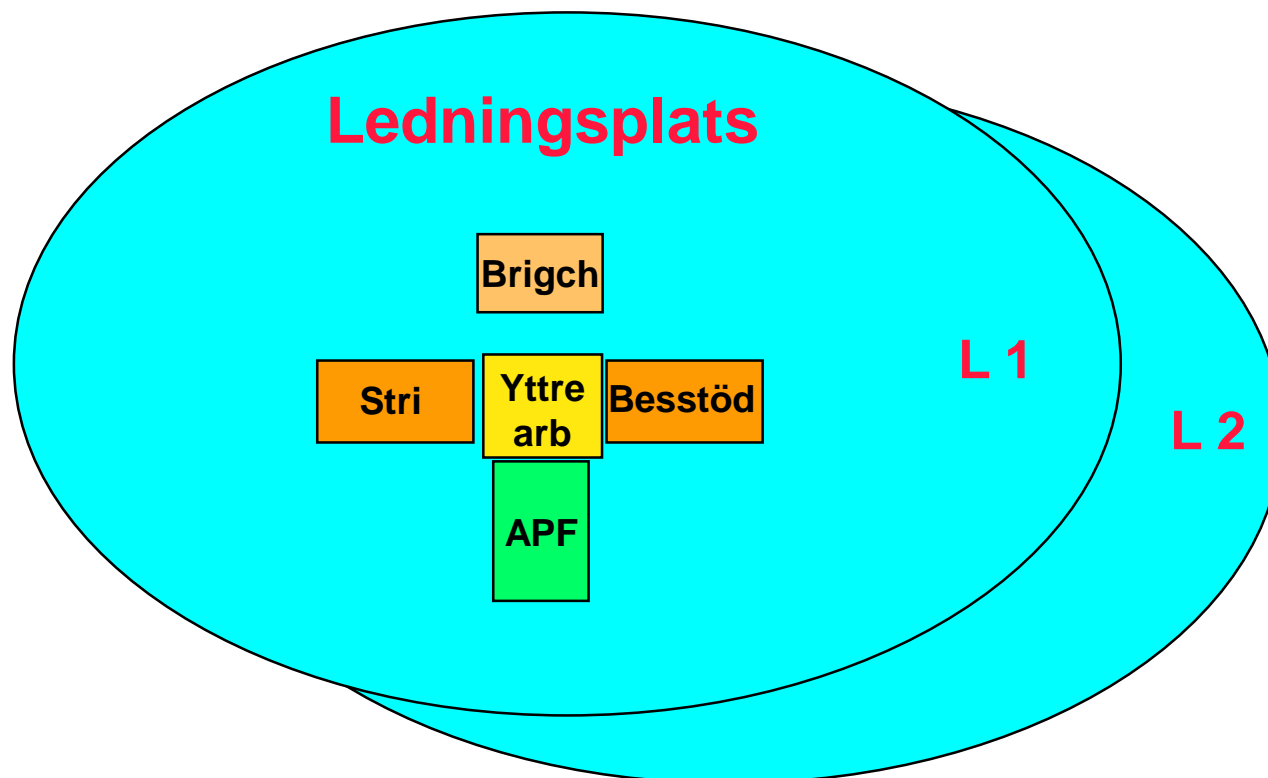 Ledningsplats
Brigch
L 1
Stri
Yttre
arb
Besstöd
L 2
APF